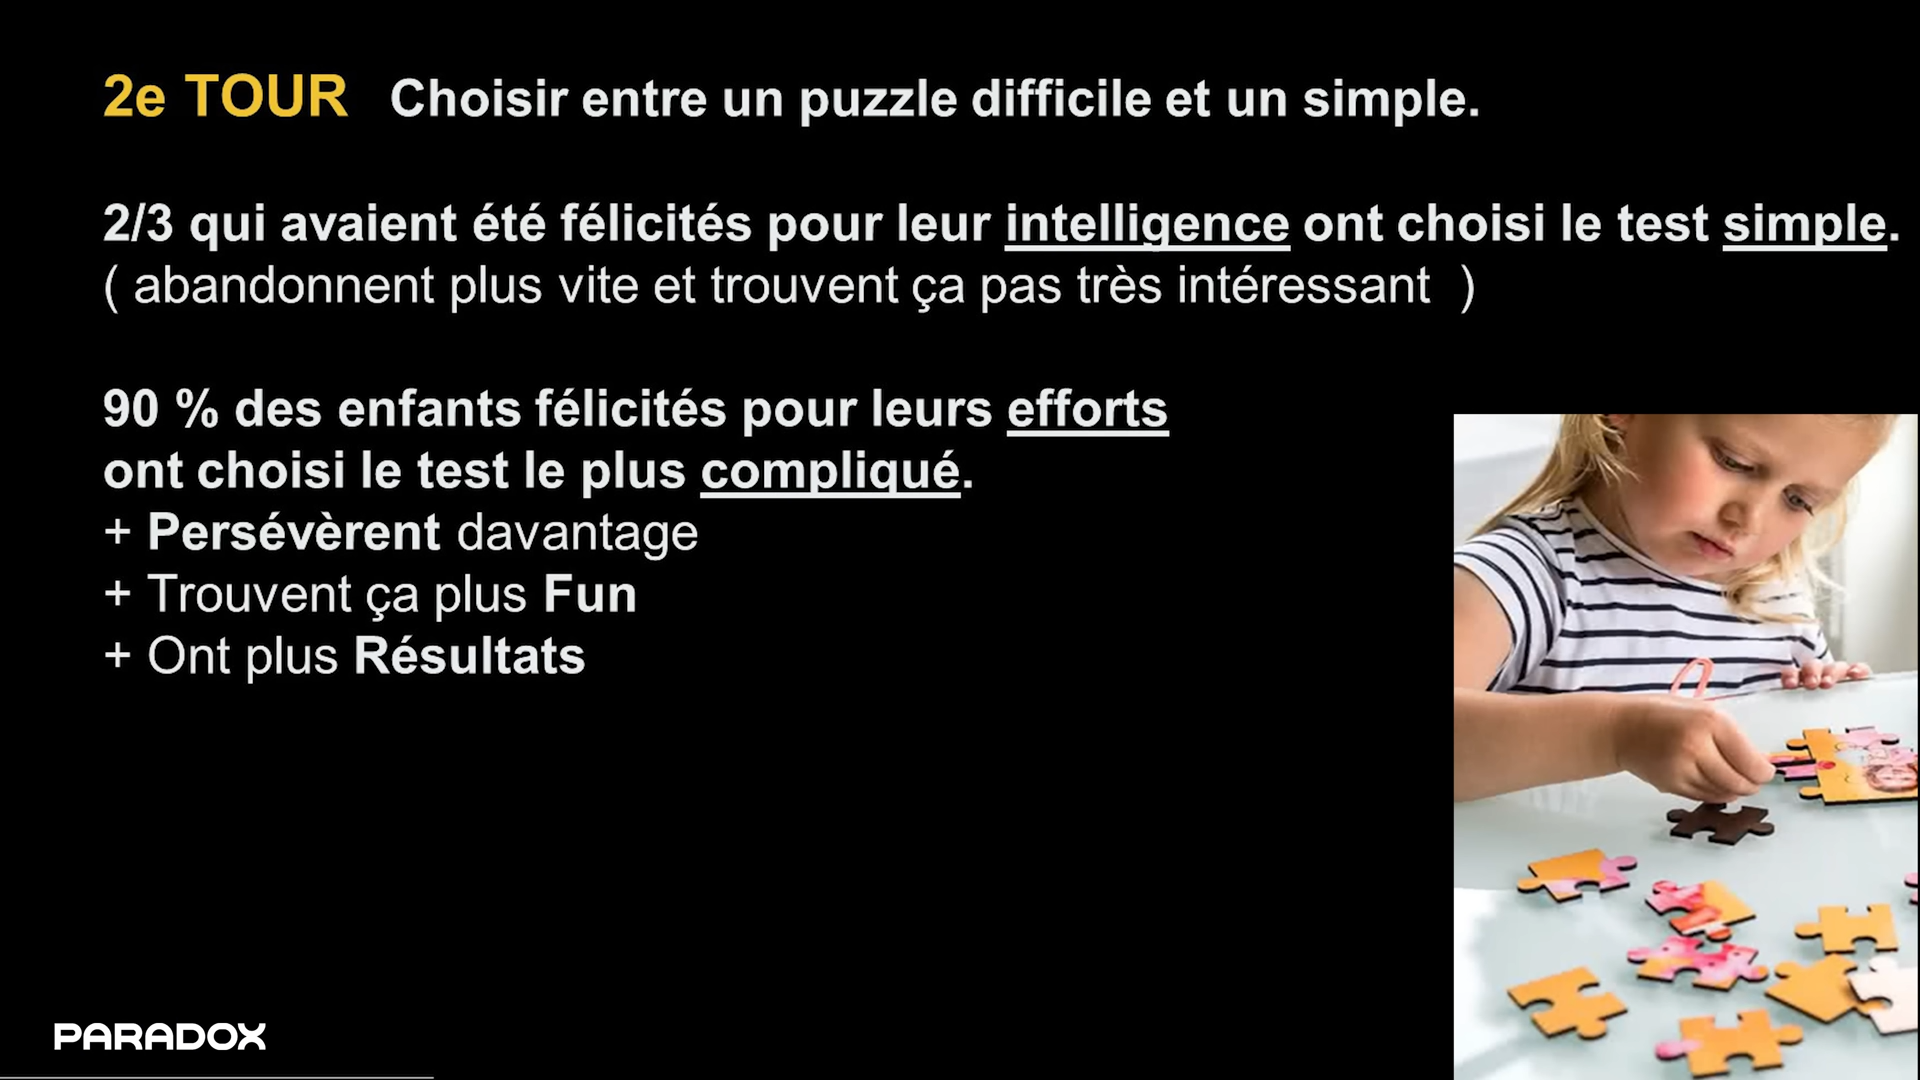 2e TOUR Choisir entre un puzzle difficile et un simple.
2/3 qui avaient été félicités pour leur intelligence ont choisi le test simple.
( abandonnent plus vite et trouvent ça pas très intéressant )
90 % des enfants félicités pour leurs efforts
ont choisi le test le plus compliqué.
+ Persévèrent davantage
+ Trouvent ça plus Fun
+ Ont plus Résultats
PARADOX